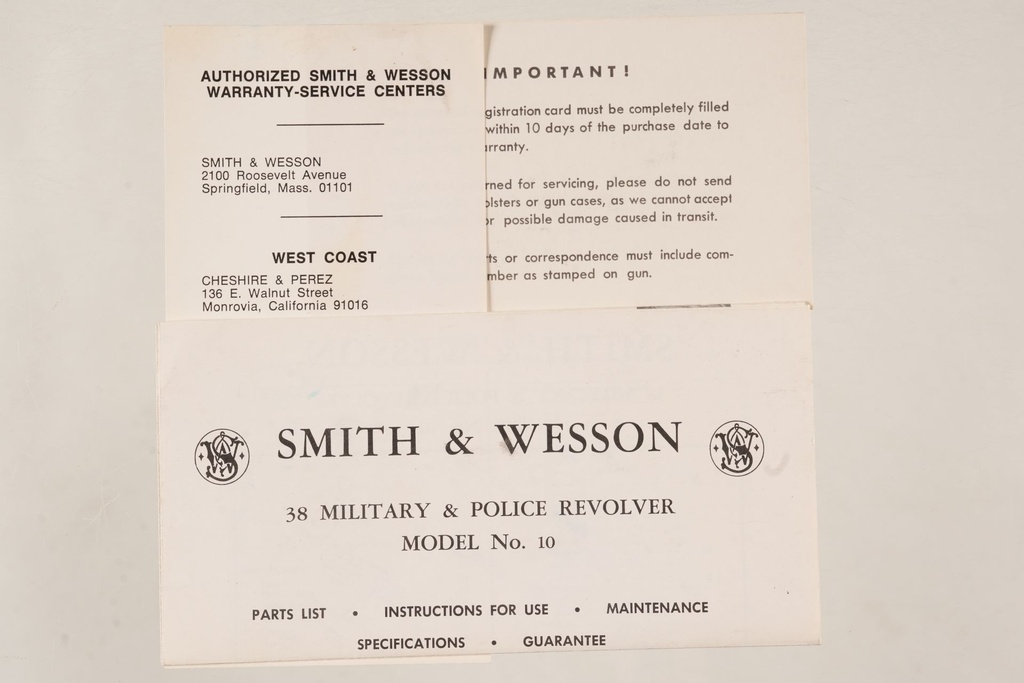 AUTHORIZED SMITH & WESSON
WARRANTY-SERVICE CENTERS
SMITH & WESSON
2100 Roosevelt Avenue
Springfield, Mass. 01101
WEST COAST
CHESHIRE & PEREZ
136 E. Walnut Street
Monrovia, California 91016
IMPORTANT!
gistration card must be completely filled
within 10 days of the purchase date to
rranty.
rned for servicing, please do not send
olsters or gun cases, as we cannot accept
or possible damage caused in transit.
ts or correspondence must include com-
mber as stamped on gun.
SMITH & WESSON
38 MILITARY & POLICE REVOLVER
MODEL No. 10
PARTS LIST • INSTRUCTIONS FOR USE • MAINTENANCE
SPECIFICATIONS • GUARANTEE